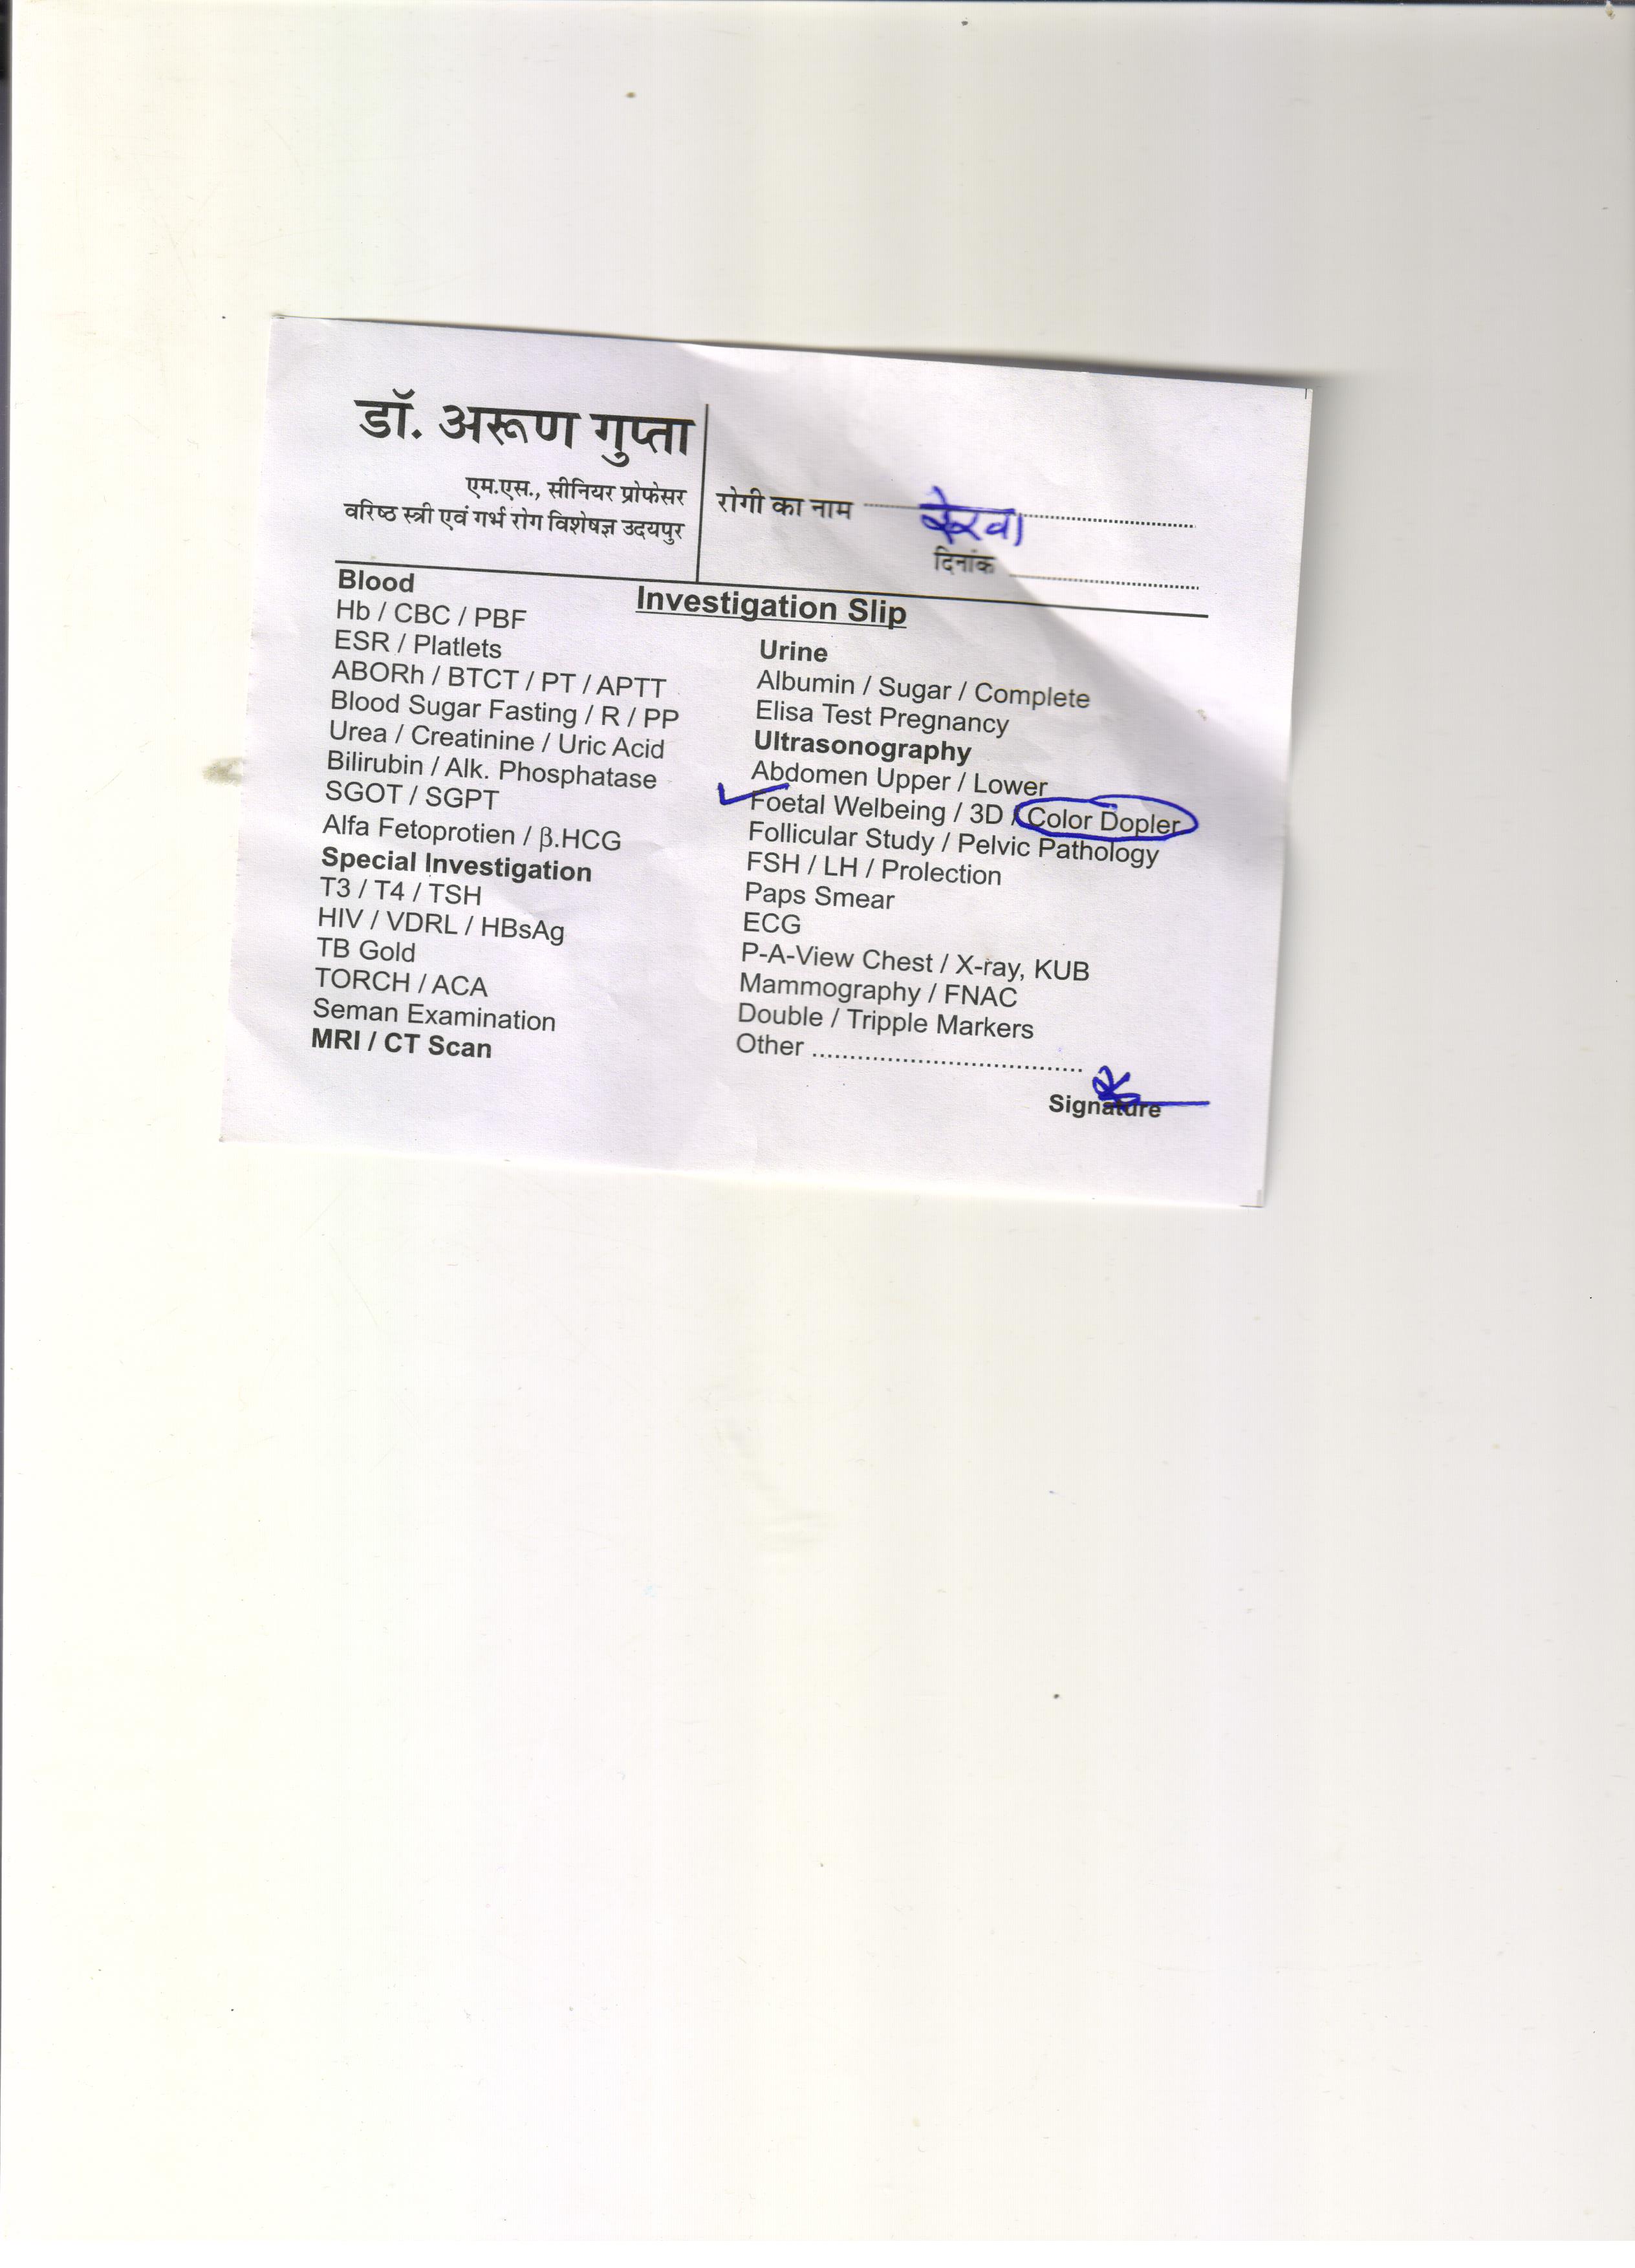 डॉ. अरूण गुप्ता
एम.एस., सीनियर प्रोफेसर
वरिष्ठ स्त्री एवं गर्भ रोग विशेषज्ञ उदयपुर
रोगी का नाम रेखा
दिनांक
Investigation Slip
Blood
Hb / CBC / PBF
ESR / Platlets
ABORh / BTCT / PT / APTT
Blood Sugar Fasting / R / PP
Urea / Creatinine / Uric Acid
Bilirubin / Alk. Phosphatase
SGOT / SGPT
Alfa Fetoprotien / β.HCG
Special Investigation
T3 / T4 / TSH
HIV / VDRL / HBsAg
TB Gold
TORCH / ACA
Seman Examination
MRI / CT Scan
Urine
Albumin / Sugar / Complete
Elisa Test Pregnancy
Ultrasonography
Abdomen Upper / Lower
Foetal Welbeing / 3D / Color Dopler
Follicular Study / Pelvic Pathology
FSH / LH / Prolection
Paps Smear
ECG
P-A-View Chest / X-ray, KUB
Mammography / FNAC
Double / Tripple Markers
Other ....................................
Signature